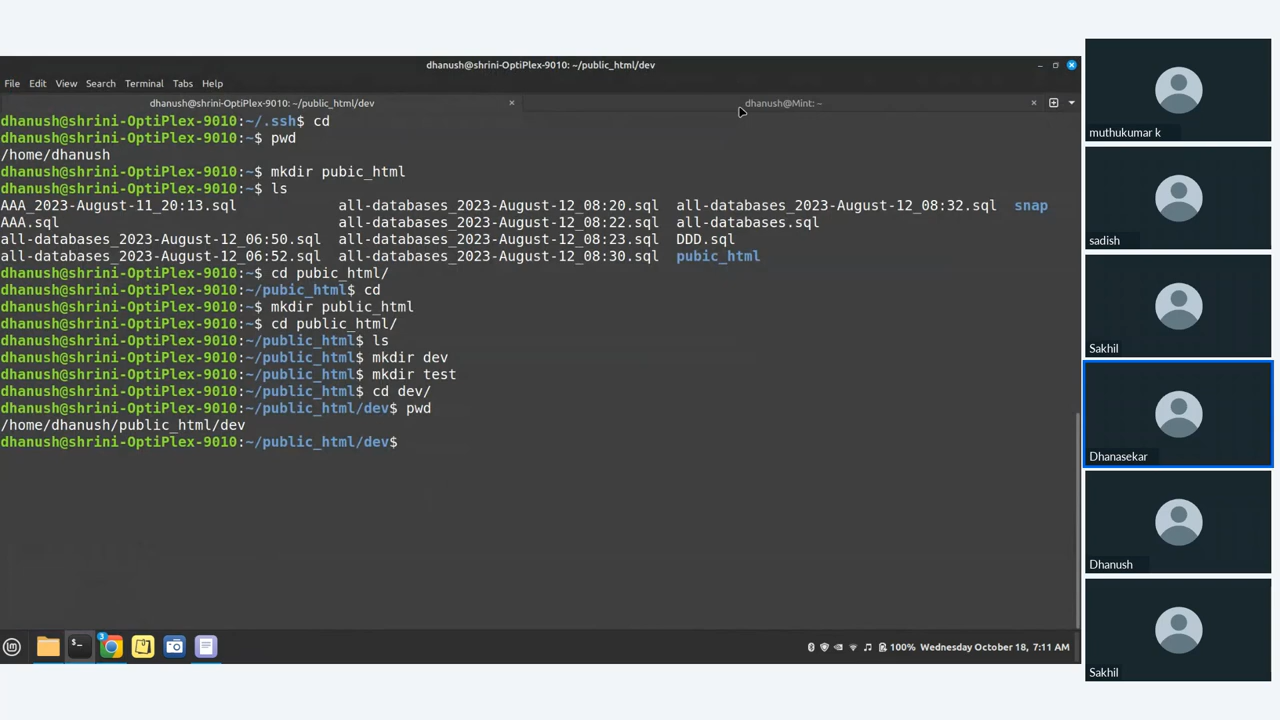 dhanush@shrini-OptiPlex-9010: ~/public_html/dev
File Edit View Search Terminal Tabs Help
dhanush@shrini-OptiPlex-9010: ~/public_html/dev
dhanush@Mint: ~
dhanush@shrini-OptiPlex-9010:~/.ssh$ cd
dhanush@shrini-OptiPlex-9010:~$ pwd
/home/dhanush
dhanush@shrini-OptiPlex-9010:~$ mkdir pubic_html
dhanush@shrini-OptiPlex-9010:~$ ls
AAA_2023-August-11_20:13.sql all-databases_2023-August-12_08:20.sql all-databases_2023-August-12_08:32.sql snap
AAA.sql all-databases_2023-August-12_08:22.sql all-databases.sql
all-databases_2023-August-12_06:50.sql all-databases_2023-August-12_08:23.sql DDD.sql
all-databases_2023-August-12_06:52.sql all-databases_2023-August-12_08:30.sql pubic_html
dhanush@shrini-OptiPlex-9010:~$ cd pubic_html/
dhanush@shrini-OptiPlex-9010:~/pubic_html$ cd
dhanush@shrini-OptiPlex-9010:~$ mkdir public_html
dhanush@shrini-OptiPlex-9010:~$ cd public_html/
dhanush@shrini-OptiPlex-9010:~/public_html$ ls
dhanush@shrini-OptiPlex-9010:~/public_html$ mkdir dev
dhanush@shrini-OptiPlex-9010:~/public_html$ mkdir test
dhanush@shrini-OptiPlex-9010:~/public_html$ cd dev/
dhanush@shrini-OptiPlex-9010:~/public_html/dev$ pwd
/home/dhanush/public_html/dev
dhanush@shrini-OptiPlex-9010:~/public_html/dev$
3
100% Wednesday October 18, 7:11 AM
muthukumar k
sadish
Sakhil
Dhanasekar
Dhanush
Sakhil